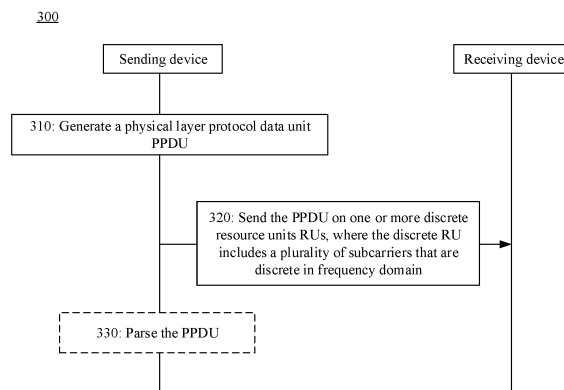 300
Sending device
Receiving device
310: Generate a physical layer protocol data unit
PPDU
320: Send the PPDU on one or more discrete
resource units RUs, where the discrete RU
includes a plurality of subcarriers that are
discrete in frequency domain
330: Parse the PPDU